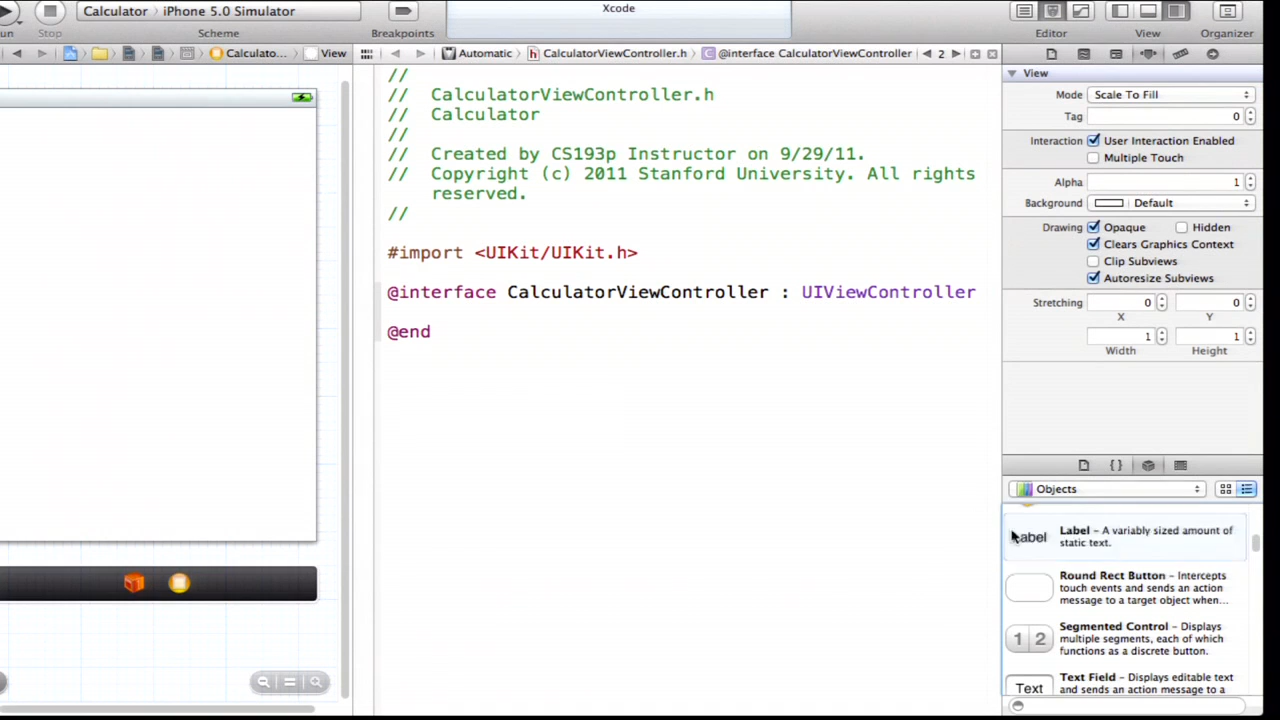 Calculator › iPhone 5.0 Simulator
Xcode
un
Stop
Scheme
Breakpoints
Editor
View
Organizer
Calculato...
View
Automatic
CalculatorViewController.h
@interface CalculatorViewController
2
//
// CalculatorViewController.h
// Calculator
//
// Created by CS193p Instructor on 9/29/11.
// Copyright (c) 2011 Stanford University. All rights
reserved.
//
#import <UIKit/UIKit.h>
@interface CalculatorViewController : UIViewController
@end
View
Mode Scale To Fill
Tag 0
Interaction User Interaction Enabled
Multiple Touch
Alpha 1
Background Default
Drawing Opaque Hidden
Clears Graphics Context
Clip Subviews
Autoresize Subviews
Stretching 0 0
X Y
1 1
Width Height
{ }
Objects
Label
Label – A variably sized amount of
static text.
Round Rect Button – Intercepts
touch events and sends an action
message to a target object when...
1 2
Segmented Control – Displays
multiple segments, each of which
functions as a discrete button.
Text
Text Field – Displays editable text
and sends an action message to a